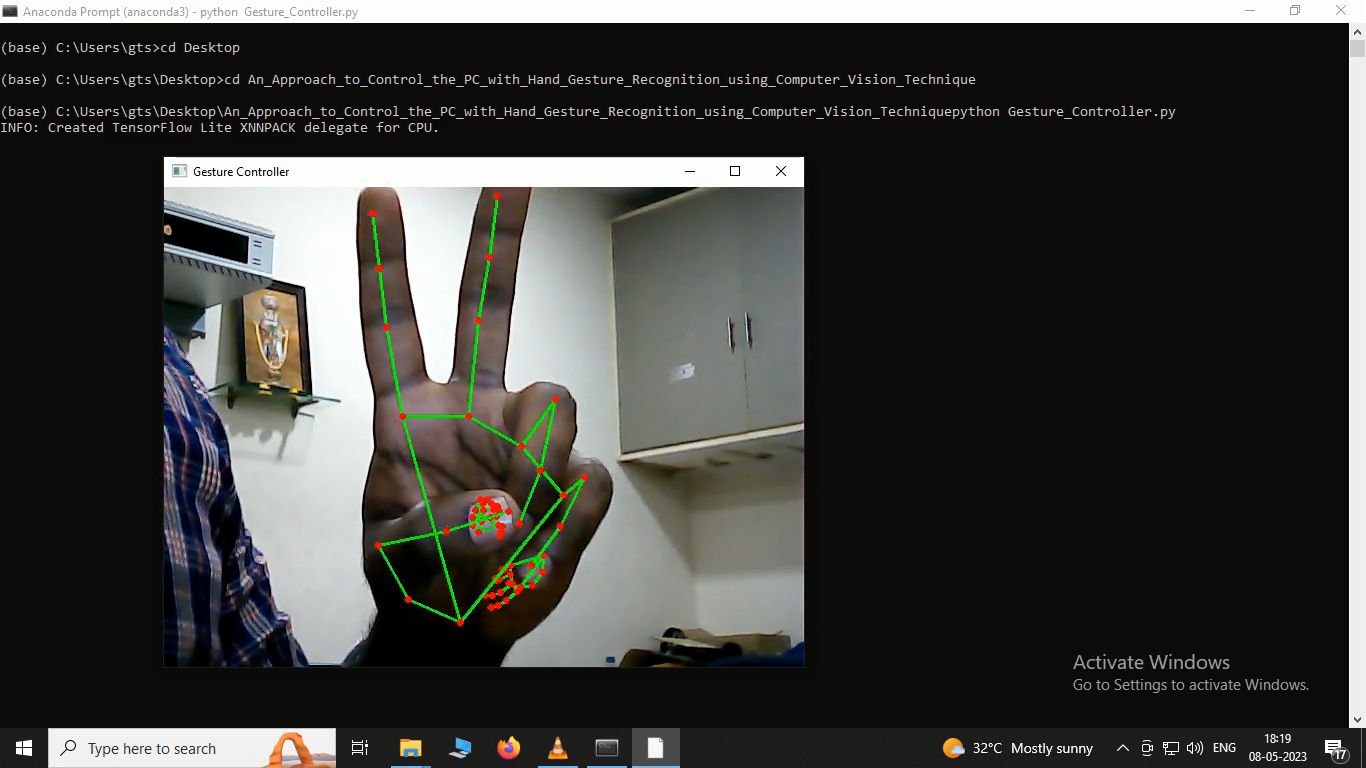 Anaconda Prompt (anaconda3) - python  Gesture_Controller.py
(base) C:\Users\gts>cd Desktop
(base) C:\Users\gts\Desktop>cd An_Approach_to_Control_the_PC_with_Hand_Gesture_Recognition_using_Computer_Vision_Technique
(base) C:\Users\gts\Desktop\An_Approach_to_Control_the_PC_with_Hand_Gesture_Recognition_using_Computer_Vision_Techniquepython Gesture_Controller.py
INFO: Created TensorFlow Lite XNNPACK delegate for CPU.
Gesture Controller
Activate Windows
Go to Settings to activate Windows.
Type here to search
32°C Mostly sunny
ENG
18:19
08-05-2023
17